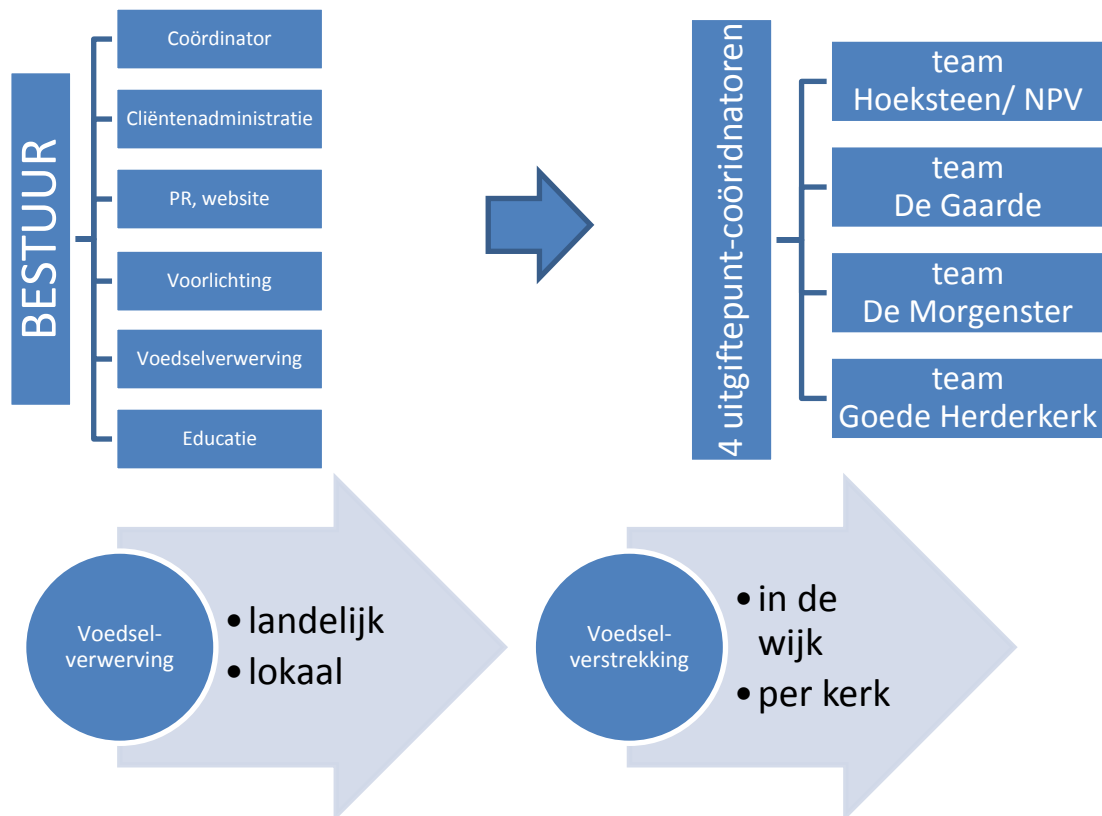 BESTUUR
Coördinator
Cliëntenadministratie
PR, website
Voorlichting
Voedselverwerving
Educatie
4 uitgiftepunt-coöridnatoren
team
Hoeksteen/ NPV
team
De Gaarde
team
De Morgenster
team
Goede Herderkerk
Voedsel-
verwerving
• landelijk
• lokaal
Voedsel-
verstrekking
• in de
wijk
• per kerk